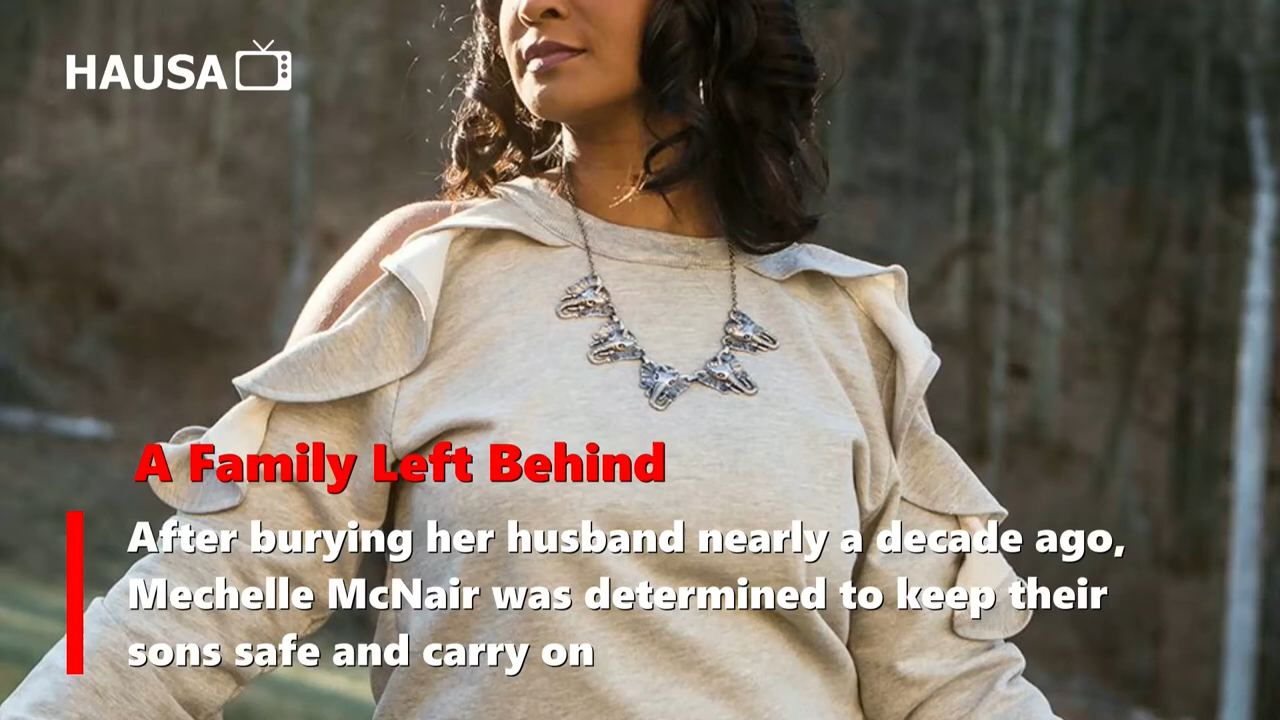 HAUSA
A Family Left Behind
After burying her husband nearly a decade ago,
Mechelle McNair was determined to keep their
sons safe and carry on